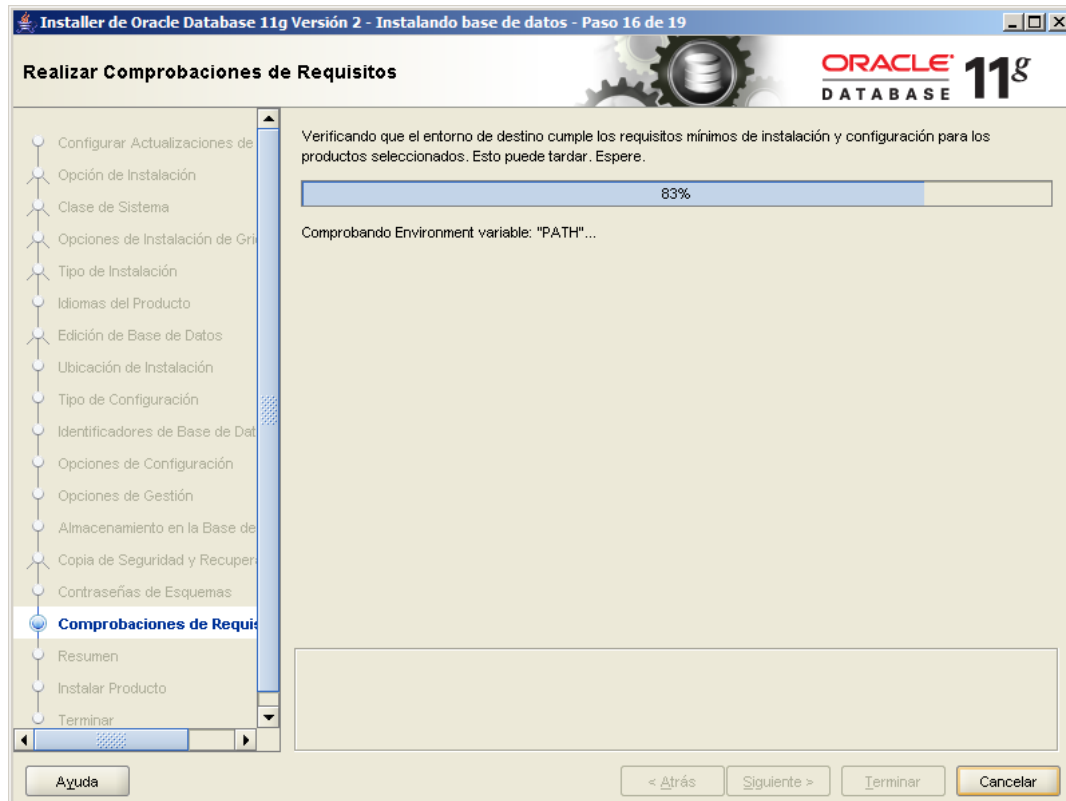 Installer de Oracle Database 11g Versión 2 - Instalando base de datos - Paso 16 de 19
Realizar Comprobaciones de Requisitos
ORACLE
DATABASE
11g
Configurar Actualizaciones de
Opción de Instalación
Clase de Sistema
Opciones de Instalación de Gri
Tipo de Instalación
Idiomas del Producto
Edición de Base de Datos
Ubicación de Instalación
Tipo de Configuración
Identificadores de Base de Dat
Opciones de Configuración
Opciones de Gestión
Almacenamiento en la Base de
Copia de Seguridad y Recuper
Contraseñas de Esquemas
Comprobaciones de Requis
Resumen
Instalar Producto
Terminar
Verificando que el entorno de destino cumple los requisitos mínimos de instalación y configuración para los
productos seleccionados. Esto puede tardar. Espere.
83%
Comprobando Environment variable: "PATH"...
Ayuda
< Atrás
Siguiente >
Terminar
Cancelar